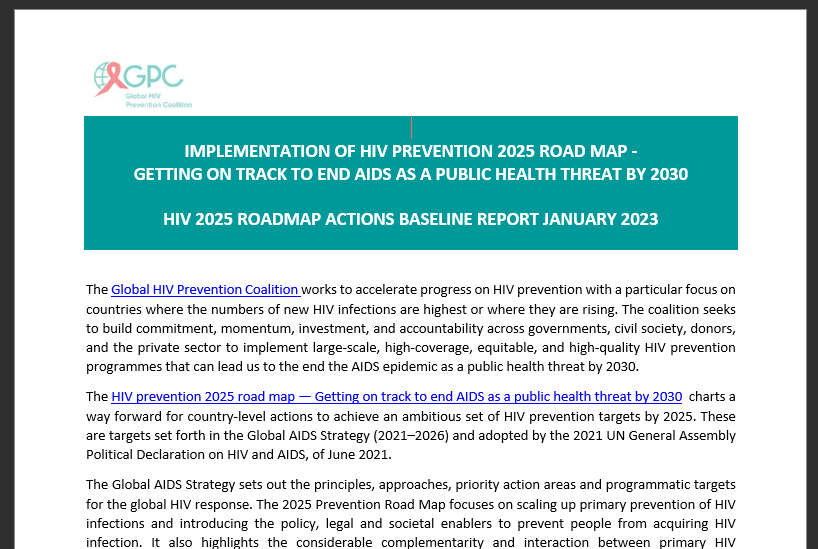 GPC
Global HIV
Prevention Coalition
IMPLEMENTATION OF HIV PREVENTION 2025 ROAD MAP -
GETTING ON TRACK TO END AIDS AS A PUBLIC HEALTH THREAT BY 2030
HIV 2025 ROADMAP ACTIONS BASELINE REPORT JANUARY 2023
The Global HIV Prevention Coalition works to accelerate progress on HIV prevention with a particular focus on
countries where the numbers of new HIV infections are highest or where they are rising. The coalition seeks
to build commitment, momentum, investment, and accountability across governments, civil society, donors,
and the private sector to implement large-scale, high-coverage, equitable, and high-quality HIV prevention
programmes that can lead us to the end the AIDS epidemic as a public health threat by 2030.
The HIV prevention 2025 road map — Getting on track to end AIDS as a public health threat by 2030 charts a
way forward for country-level actions to achieve an ambitious set of HIV prevention targets by 2025. These
are targets set forth in the Global AIDS Strategy (2021–2026) and adopted by the 2021 UN General Assembly
Political Declaration on HIV and AIDS, of June 2021.
The Global AIDS Strategy sets out the principles, approaches, priority action areas and programmatic targets
for the global HIV response. The 2025 Prevention Road Map focuses on scaling up primary prevention of HIV
infections and introducing the policy, legal and societal enablers to prevent people from acquiring HIV
infection. It also highlights the considerable complementarity and interaction between primary HIV